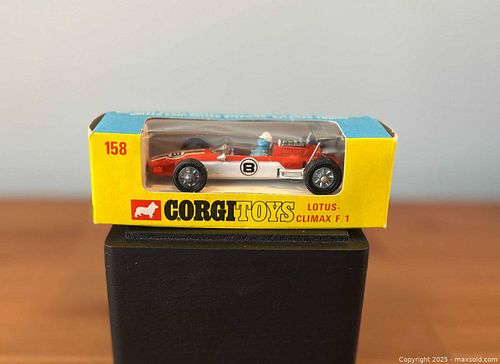 158
8
CORGI TOYS
LOTUS-
CLIMAX F 1
Copyright 2025 - maxsold.com